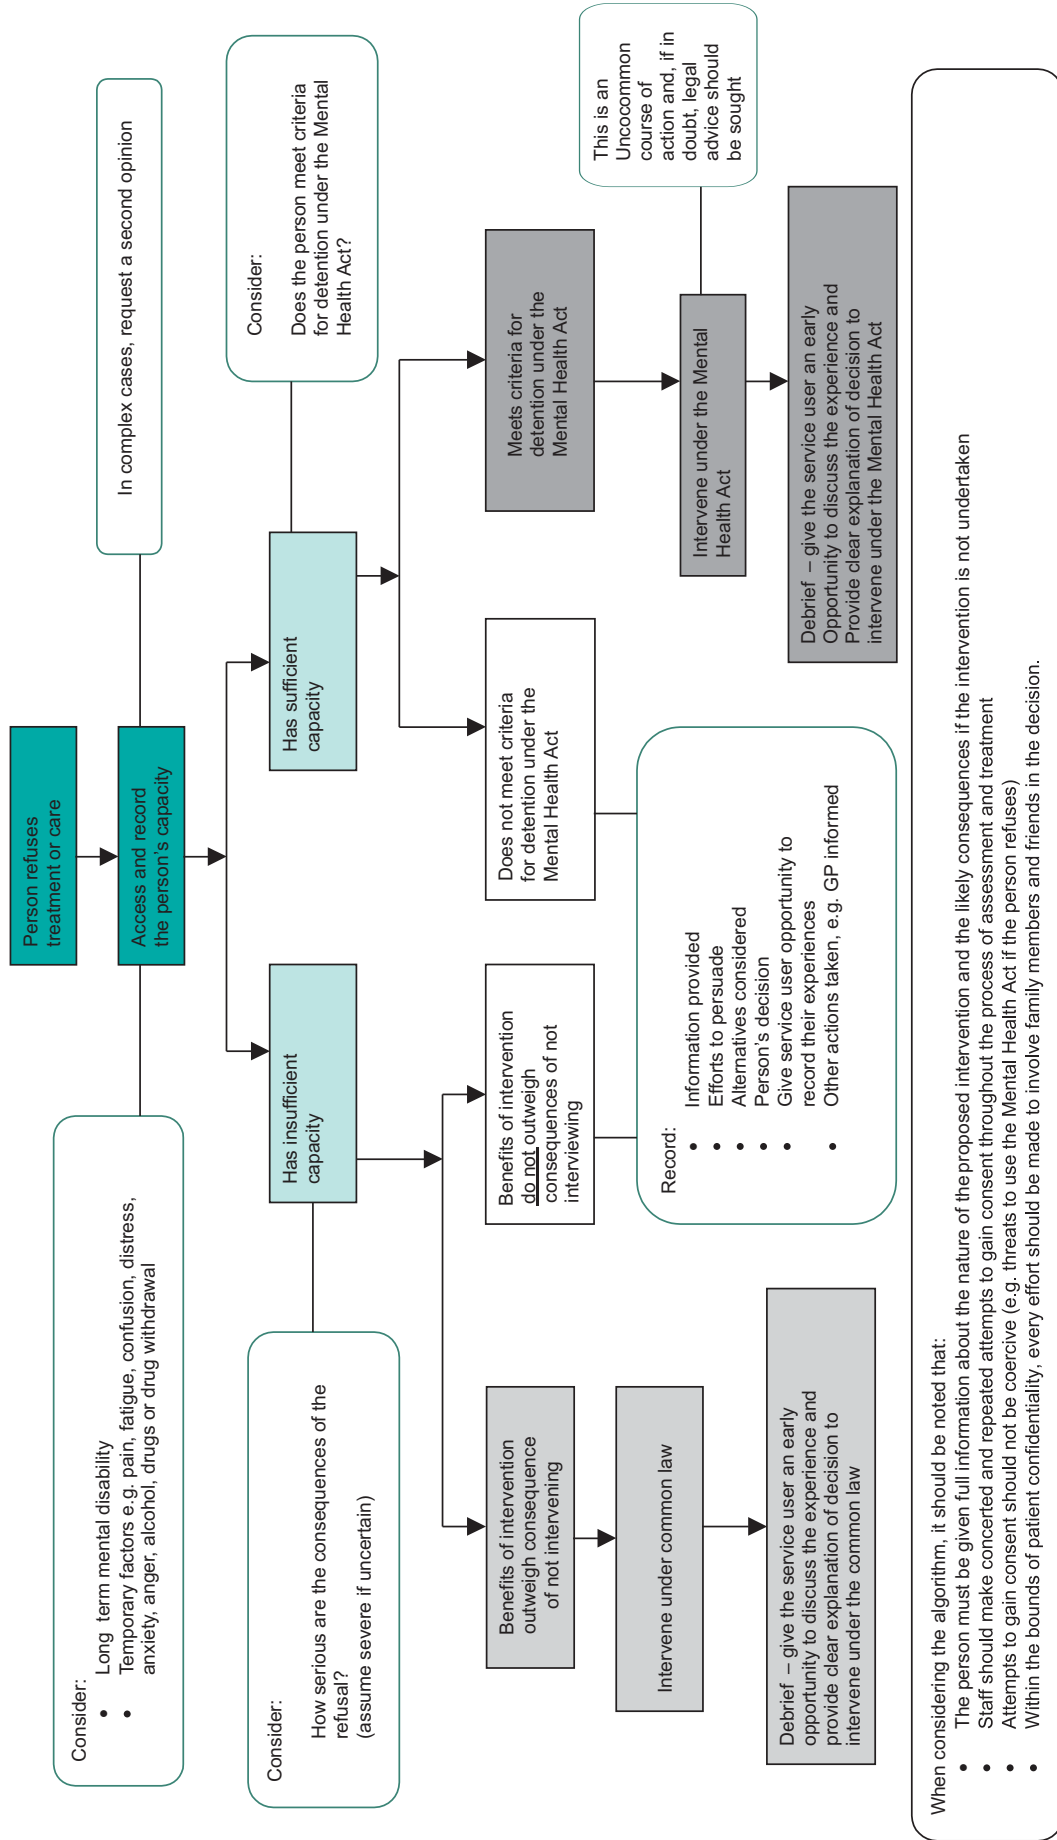 Person refuses
treatment or care
Access and record
the person's capacity
In complex cases, request a second opinion
Consider:
• Long term mental disability
• Temporary factors e.g. pain, fatigue, confusion, distress,
anxiety, anger, alcohol, drugs or drug withdrawal
Has insufficient
capacity
Has sufficient
capacity
Consider:
How serious are the consequences of the
refusal?
(assume severe if uncertain)
Consider:
Does the person meet criteria
for detention under the Mental
Health Act?
Benefits of intervention
outweigh consequence
of not intervening
Benefits of intervention
do not outweigh
consequences of not
interviewing
Does not meet criteria
for detention under the
Mental Health Act
Meets criteria for
detention under the
Mental Health Act
Intervene under common law
Intervene under the Mental
Health Act
This is an
Uncocommon
course of
action and, if in
doubt, legal
advice should
be sought
Debrief – give the service user an early
opportunity to discuss the experience and
provide clear explanation of decision to
intervene under the common law
Record:
• Information provided
• Efforts to persuade
• Alternatives considered
• Person's decision
• Give service user opportunity to
record their experiences
• Other actions taken, e.g. GP informed
Debrief – give the service user an early
Opportunity to discuss the experience and
Provide clear explanation of decision to
intervene under the Mental Health Act
When considering the algorithm, it should be noted that:
• The person must be given full information about the nature of the proposed intervention and the likely consequences if the intervention is not undertaken
• Staff should make concerted and repeated attempts to gain consent throughout the process of assessment and treatment
• Attempts to gain consent should not be coercive (e.g. threats to use the Mental Health Act if the person refuses)
• Within the bounds of patient confidentiality, every effort should be made to involve family members and friends in the decision.